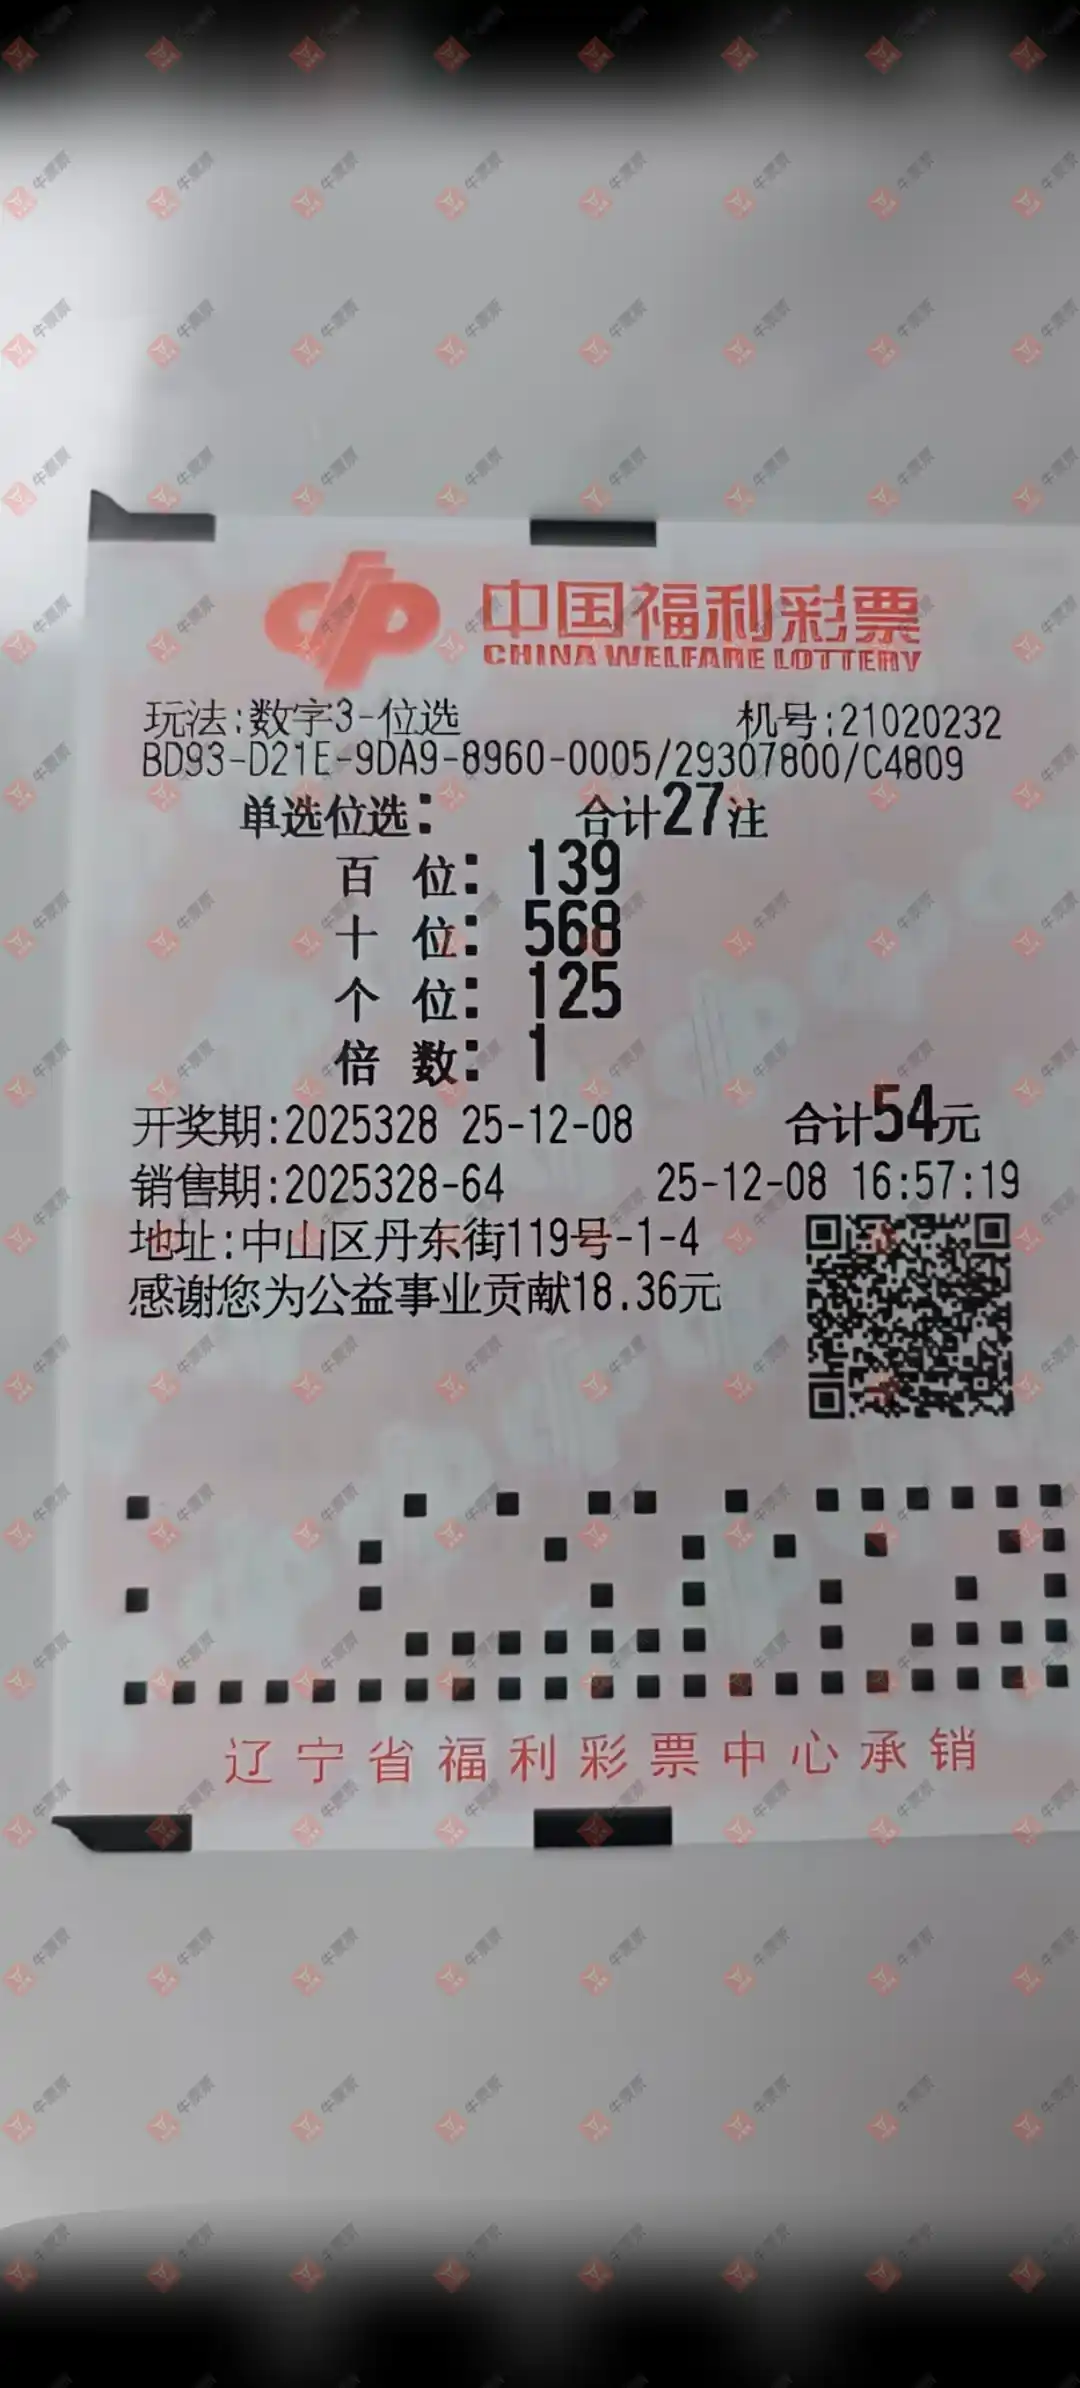 中国福利彩票
CHINA WELFARE LOTTERY
玩法:数字3-位选 机号:21020232
BD93-D21E-9DA9-8960-0005/29307800/C4809
单选位选: 合计27注
百 位: 139
十 位: 568
个 位: 125
倍 数: 1
开奖期:2025328 25-12-08 合计54元
销售期:2025328-64 25-12-08 16:57:19
地址:中山区丹东街119号-1-4
感谢您为公益事业贡献18.36元
辽宁省福利彩票中心承销
牛票票